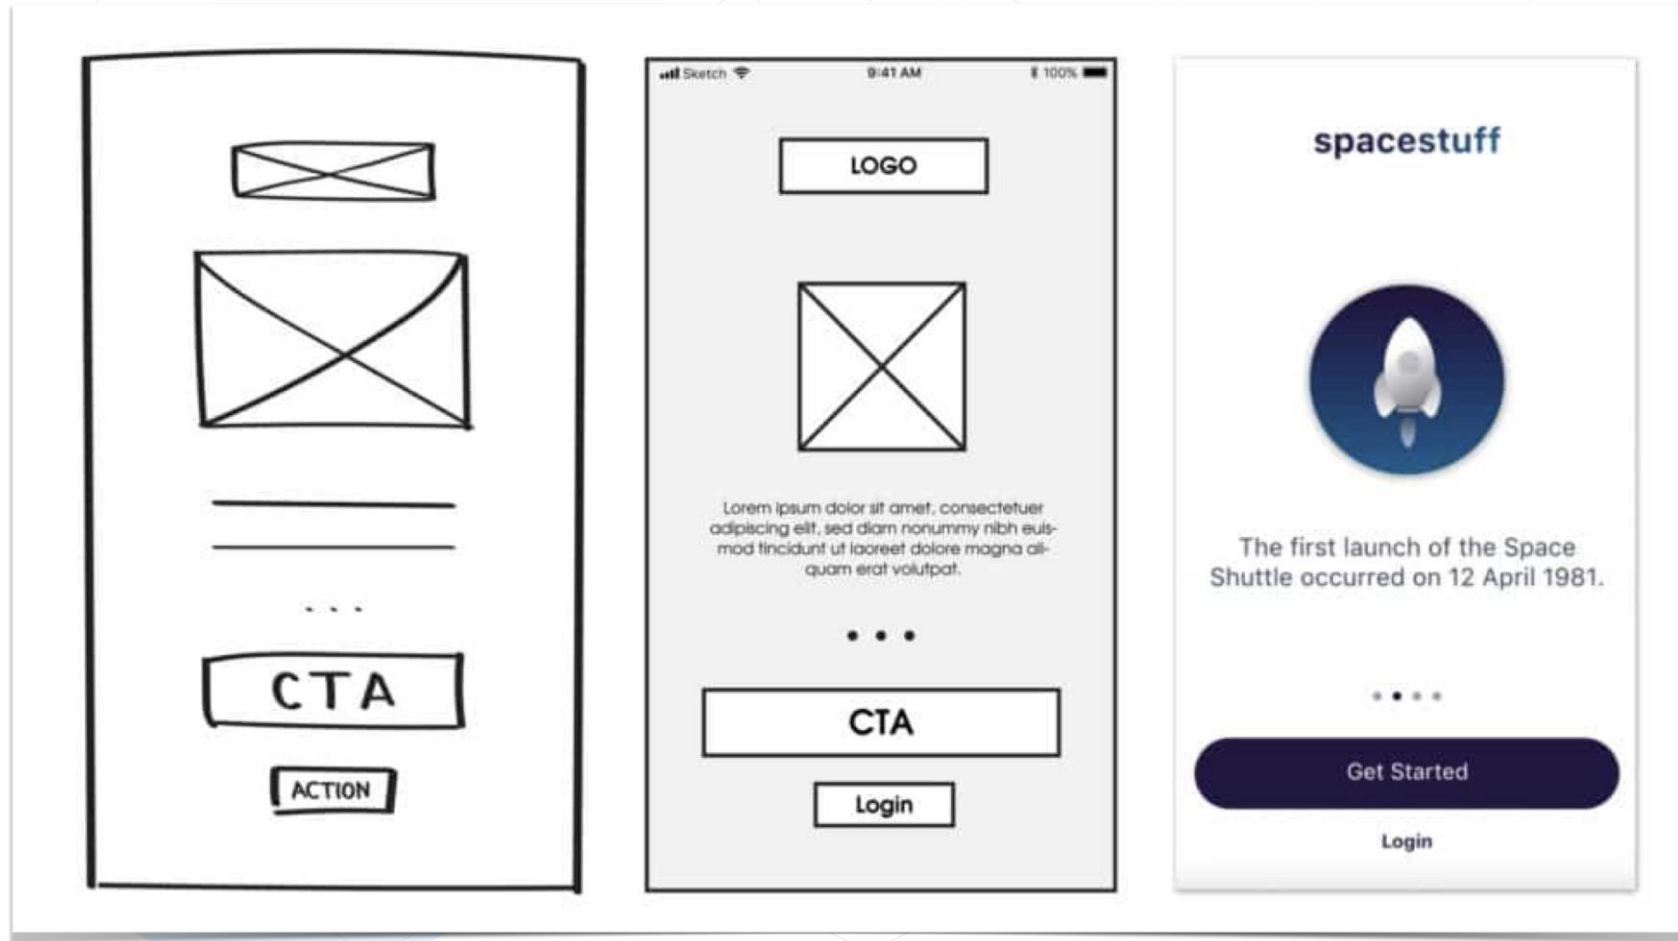 CTA
ACTION
Sketch 9:41 AM 100%
LOGO
Lorem ipsum dolor sit amet, consectetuer
adipiscing elit, sed diam nonummy nibh euis-
mod tincidunt ut laoreet dolore magna ali-
quam erat volutpat.
CTA
Login
spacestuff
The first launch of the Space
Shuttle occurred on 12 April 1981.
Get Started
Login